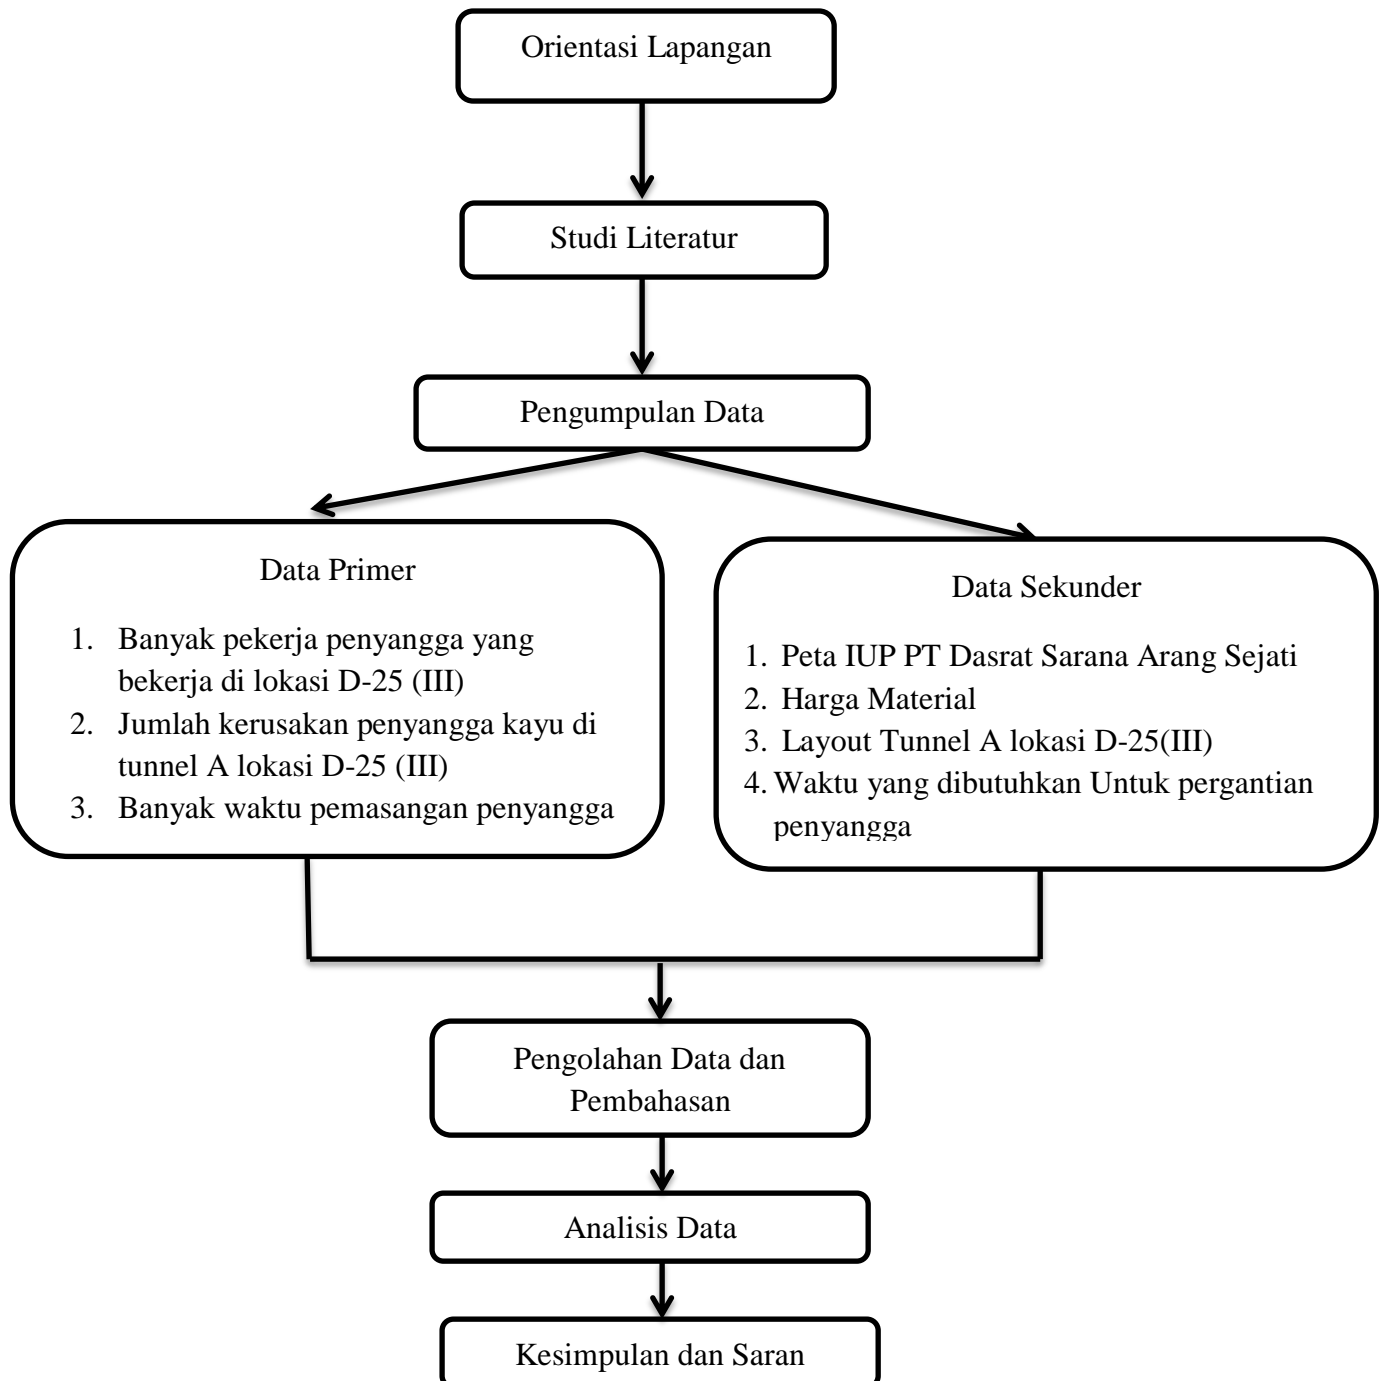 Orientasi Lapangan
Studi Literatur
Pengumpulan Data
Data Primer
1. Banyak pekerja penyangga yang
bekerja di lokasi D-25 (III)
2. Jumlah kerusakan penyangga kayu di
tunnel A lokasi D-25 (III)
3. Banyak waktu pemasangan penyangga
Data Sekunder
1. Peta IUP PT Dasrat Sarana Arang Sejati
2. Harga Material
3. Layout Tunnel A lokasi D-25(III)
4. Waktu yang dibutuhkan Untuk pergantian
penyangga
Pengolahan Data dan
Pembahasan
Analisis Data
Kesimpulan dan Saran